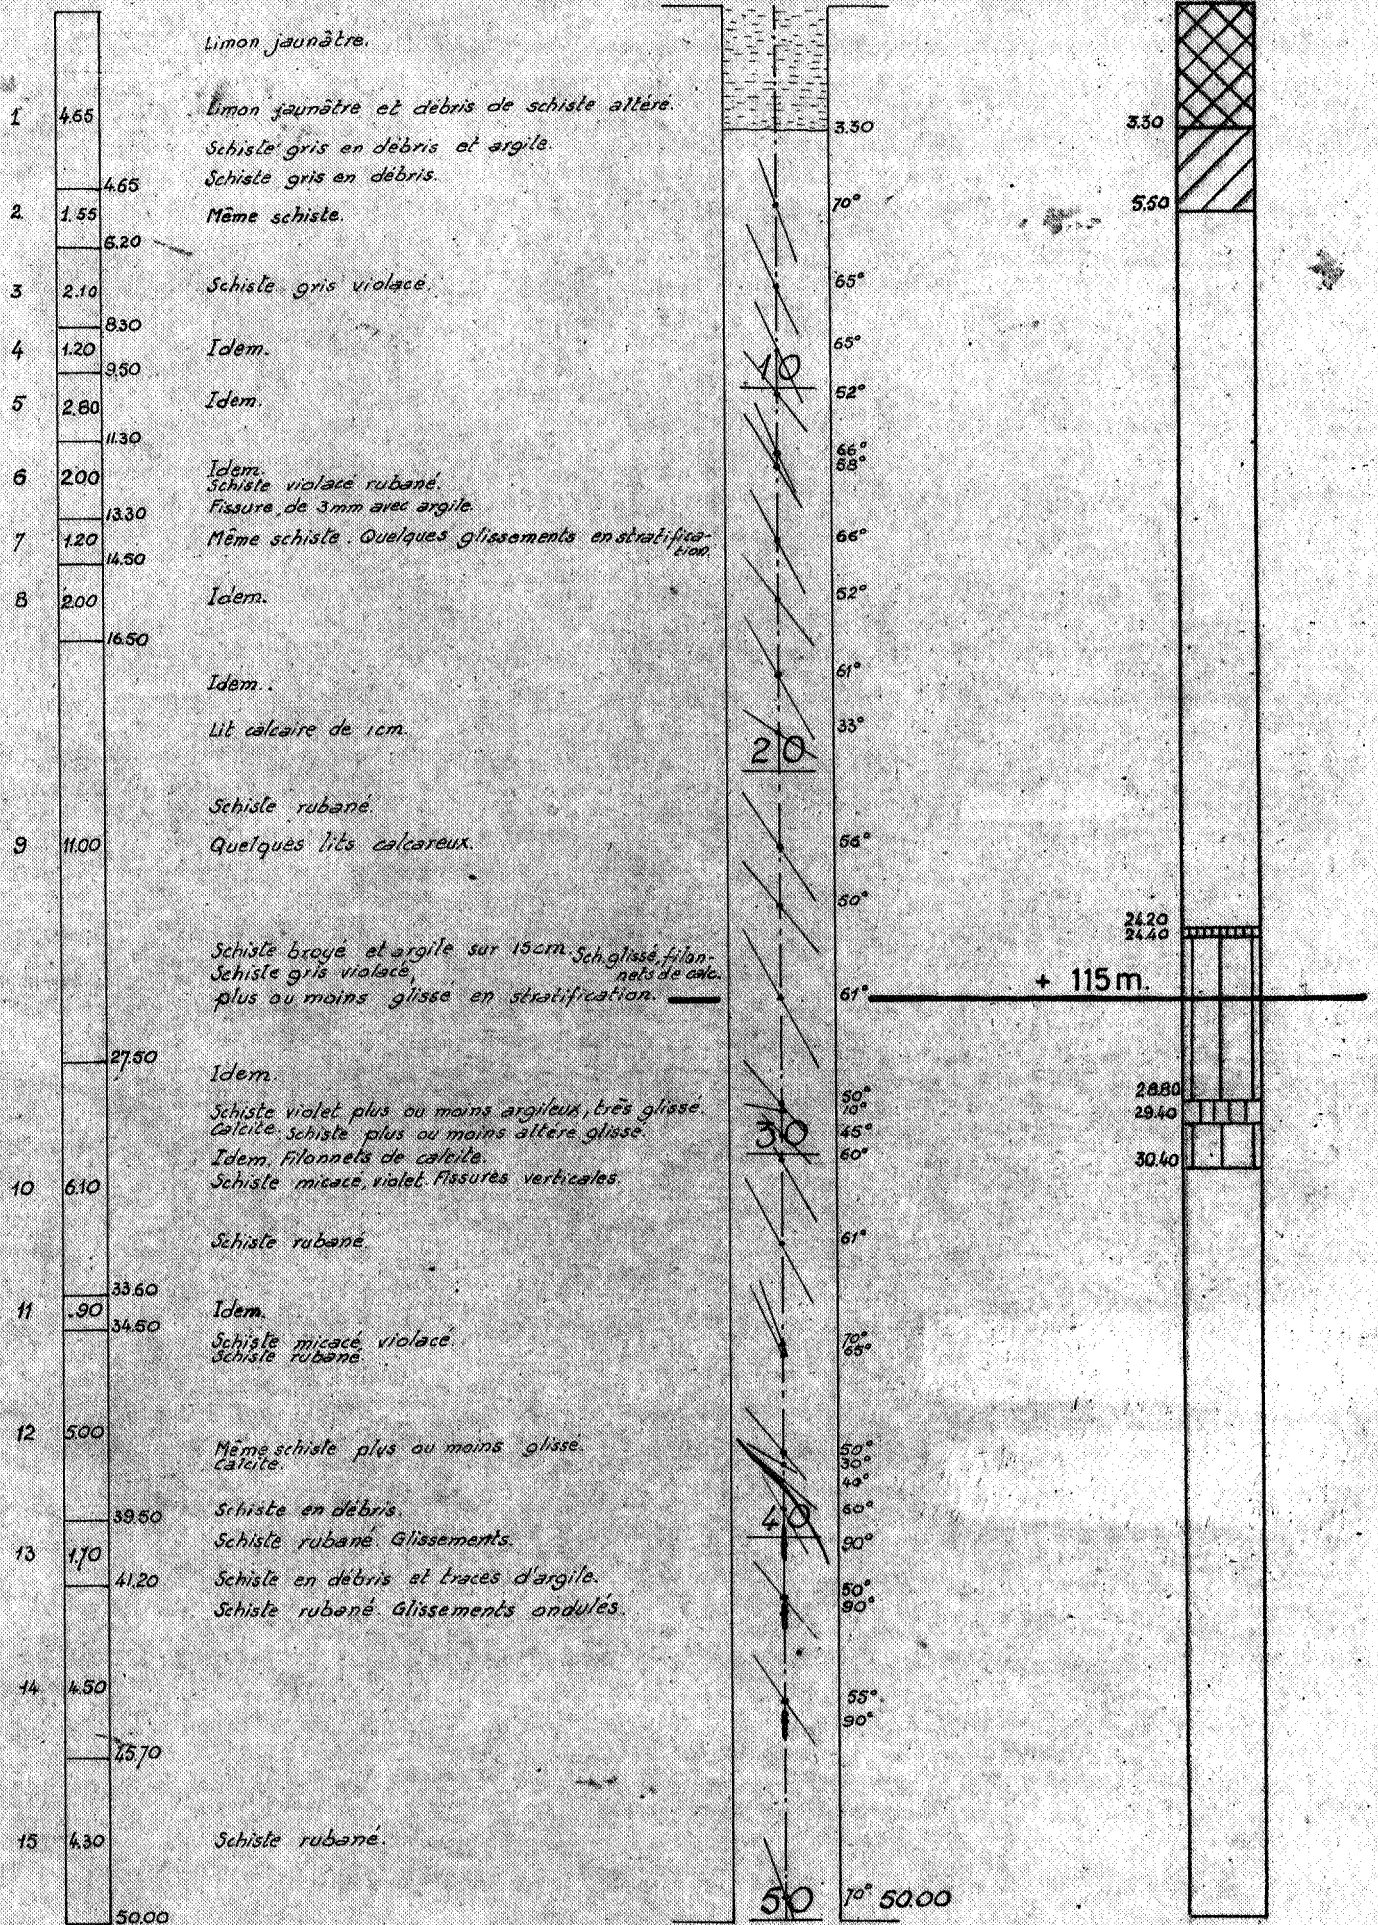 Limon jaunâtre.
1 4.65 Limon jaunâtre et débris de schiste altéré. 3.30 3.30
Schiste gris en débris et argile.
Schiste gris en débris.
4.65
2 1.55 Même schiste. 70° 5.50
6.20
3 2.10 Schiste gris violacé. 65°
8.30
4 1.20 Idem. 65°
9.50 10
5 2.80 Idem. 52°
11.30
Idem. 66°
68°
6 2.00 Schiste violacé rubané.
Fissure de 3mm avec argile.
13.30
7 1.20 Même schiste. Quelques glissements en stratifica- 66°
tion.
14.50
8 2.00 Idem. 52°
16.50
Idem. 61°
Lit calcaire de 1cm. 33°
20
Schiste rubané.
9 11.00 Quelques lits calcareux. 56°
50°
24.20
24.40
Schiste broyé et argile sur 15cm. Sch. glissé, filon-
nets de calc.
Schiste gris violacé,
plus ou moins glissé en stratification. 61° + 115 m.
27.50
Idem.
50°
28.80
Schiste violet plus ou moins argileux, très glissé. 10° 29.40
Calcite. Schiste plus ou moins altéré glissé. 30 45°
Idem. Filonnets de calcite. 60° 30.40
10 6.10 Schiste micacé, violet. Fissures verticales.
Schiste rubané. 61°
33.60
11 .90 Idem.
34.50
Schiste micacé violacé. 70°
Schiste rubané. 65°
12 5.00
Même schiste plus ou moins glissé. 50°
Calcite. 30°
40°
39.50 Schiste en débris. 40 60°
Schiste rubané. Glissements. 90°
13 1.70
41.20 Schiste en débris et traces d'argile. 50°
Schiste rubané. Glissements ondulés. 90°
14 4.50 55°
90°
45.70
15 4.30 Schiste rubané.
50.00 50 70° 50.00